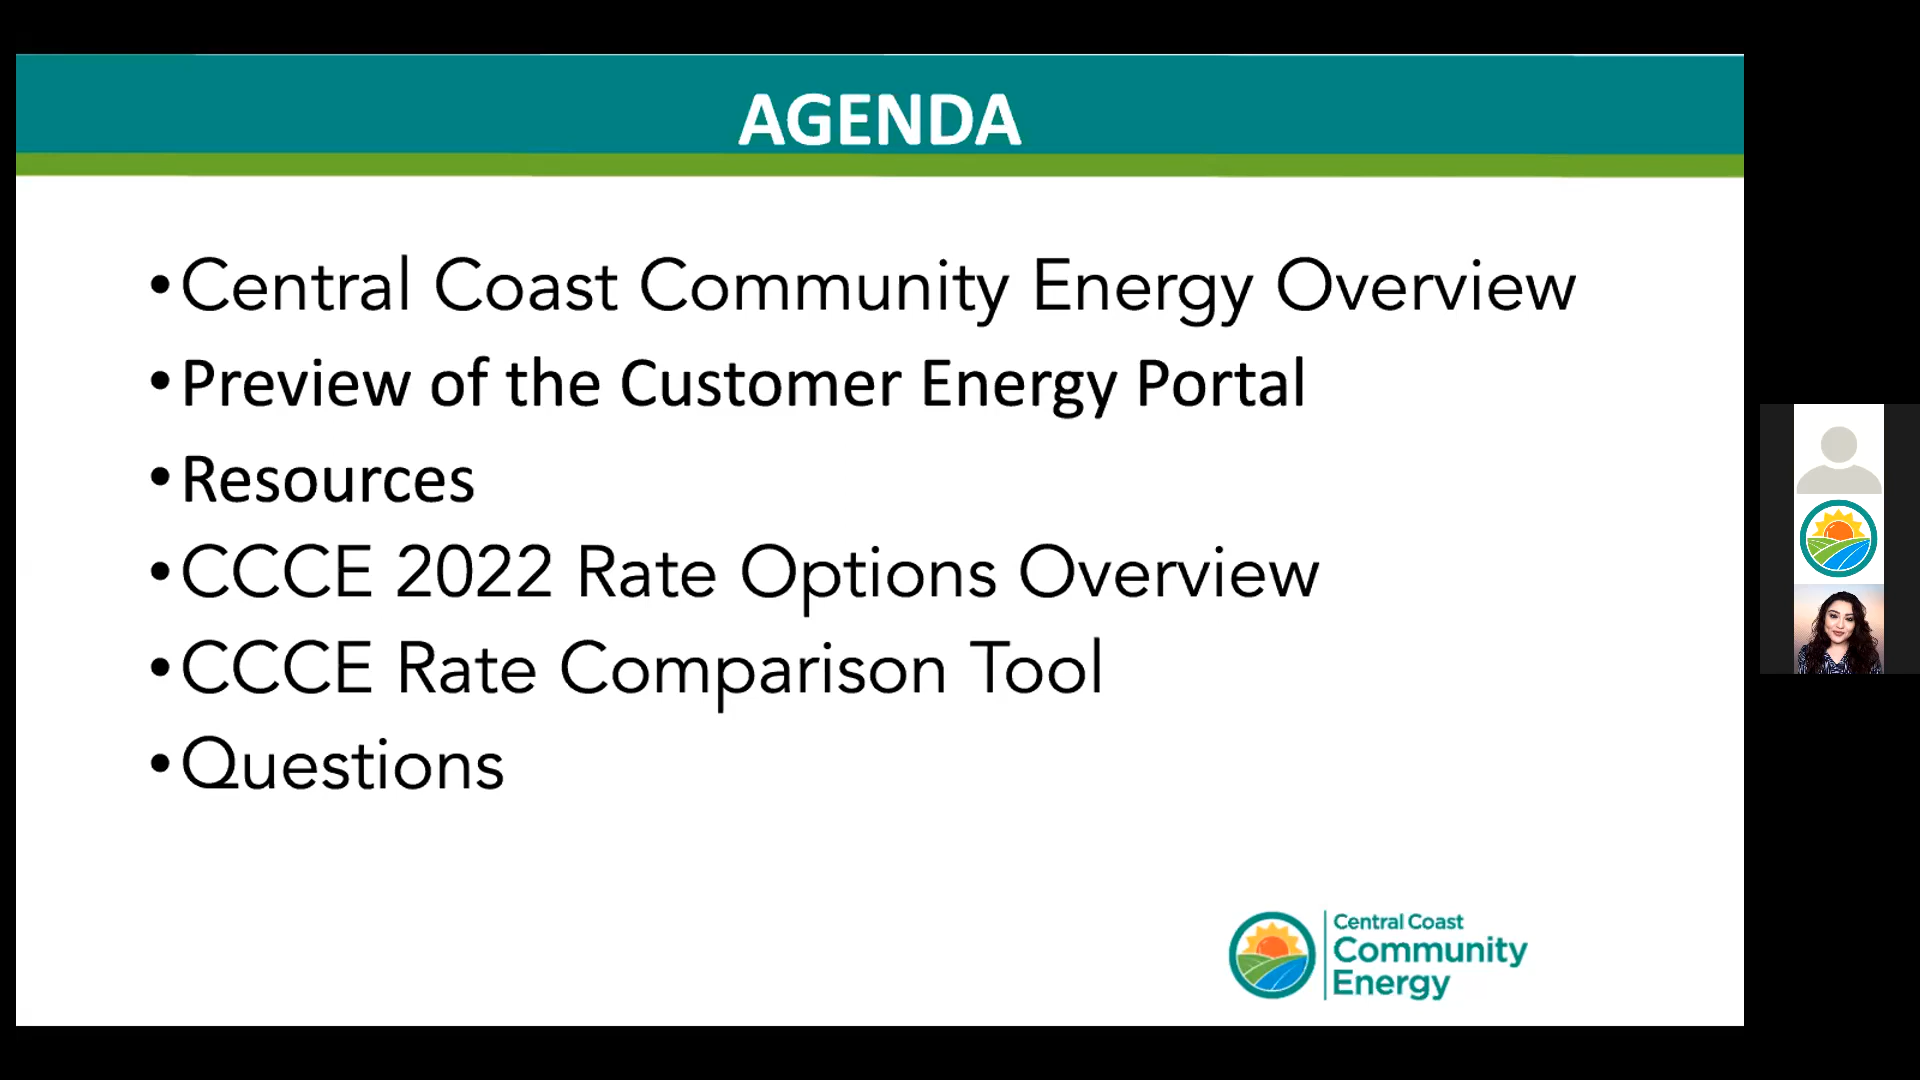 AGENDA
•Central Coast Community Energy Overview
•Preview of the Customer Energy Portal
•Resources
•CCCE 2022 Rate Options Overview
•CCCE Rate Comparison Tool
•Questions
Central Coast
Community
Energy